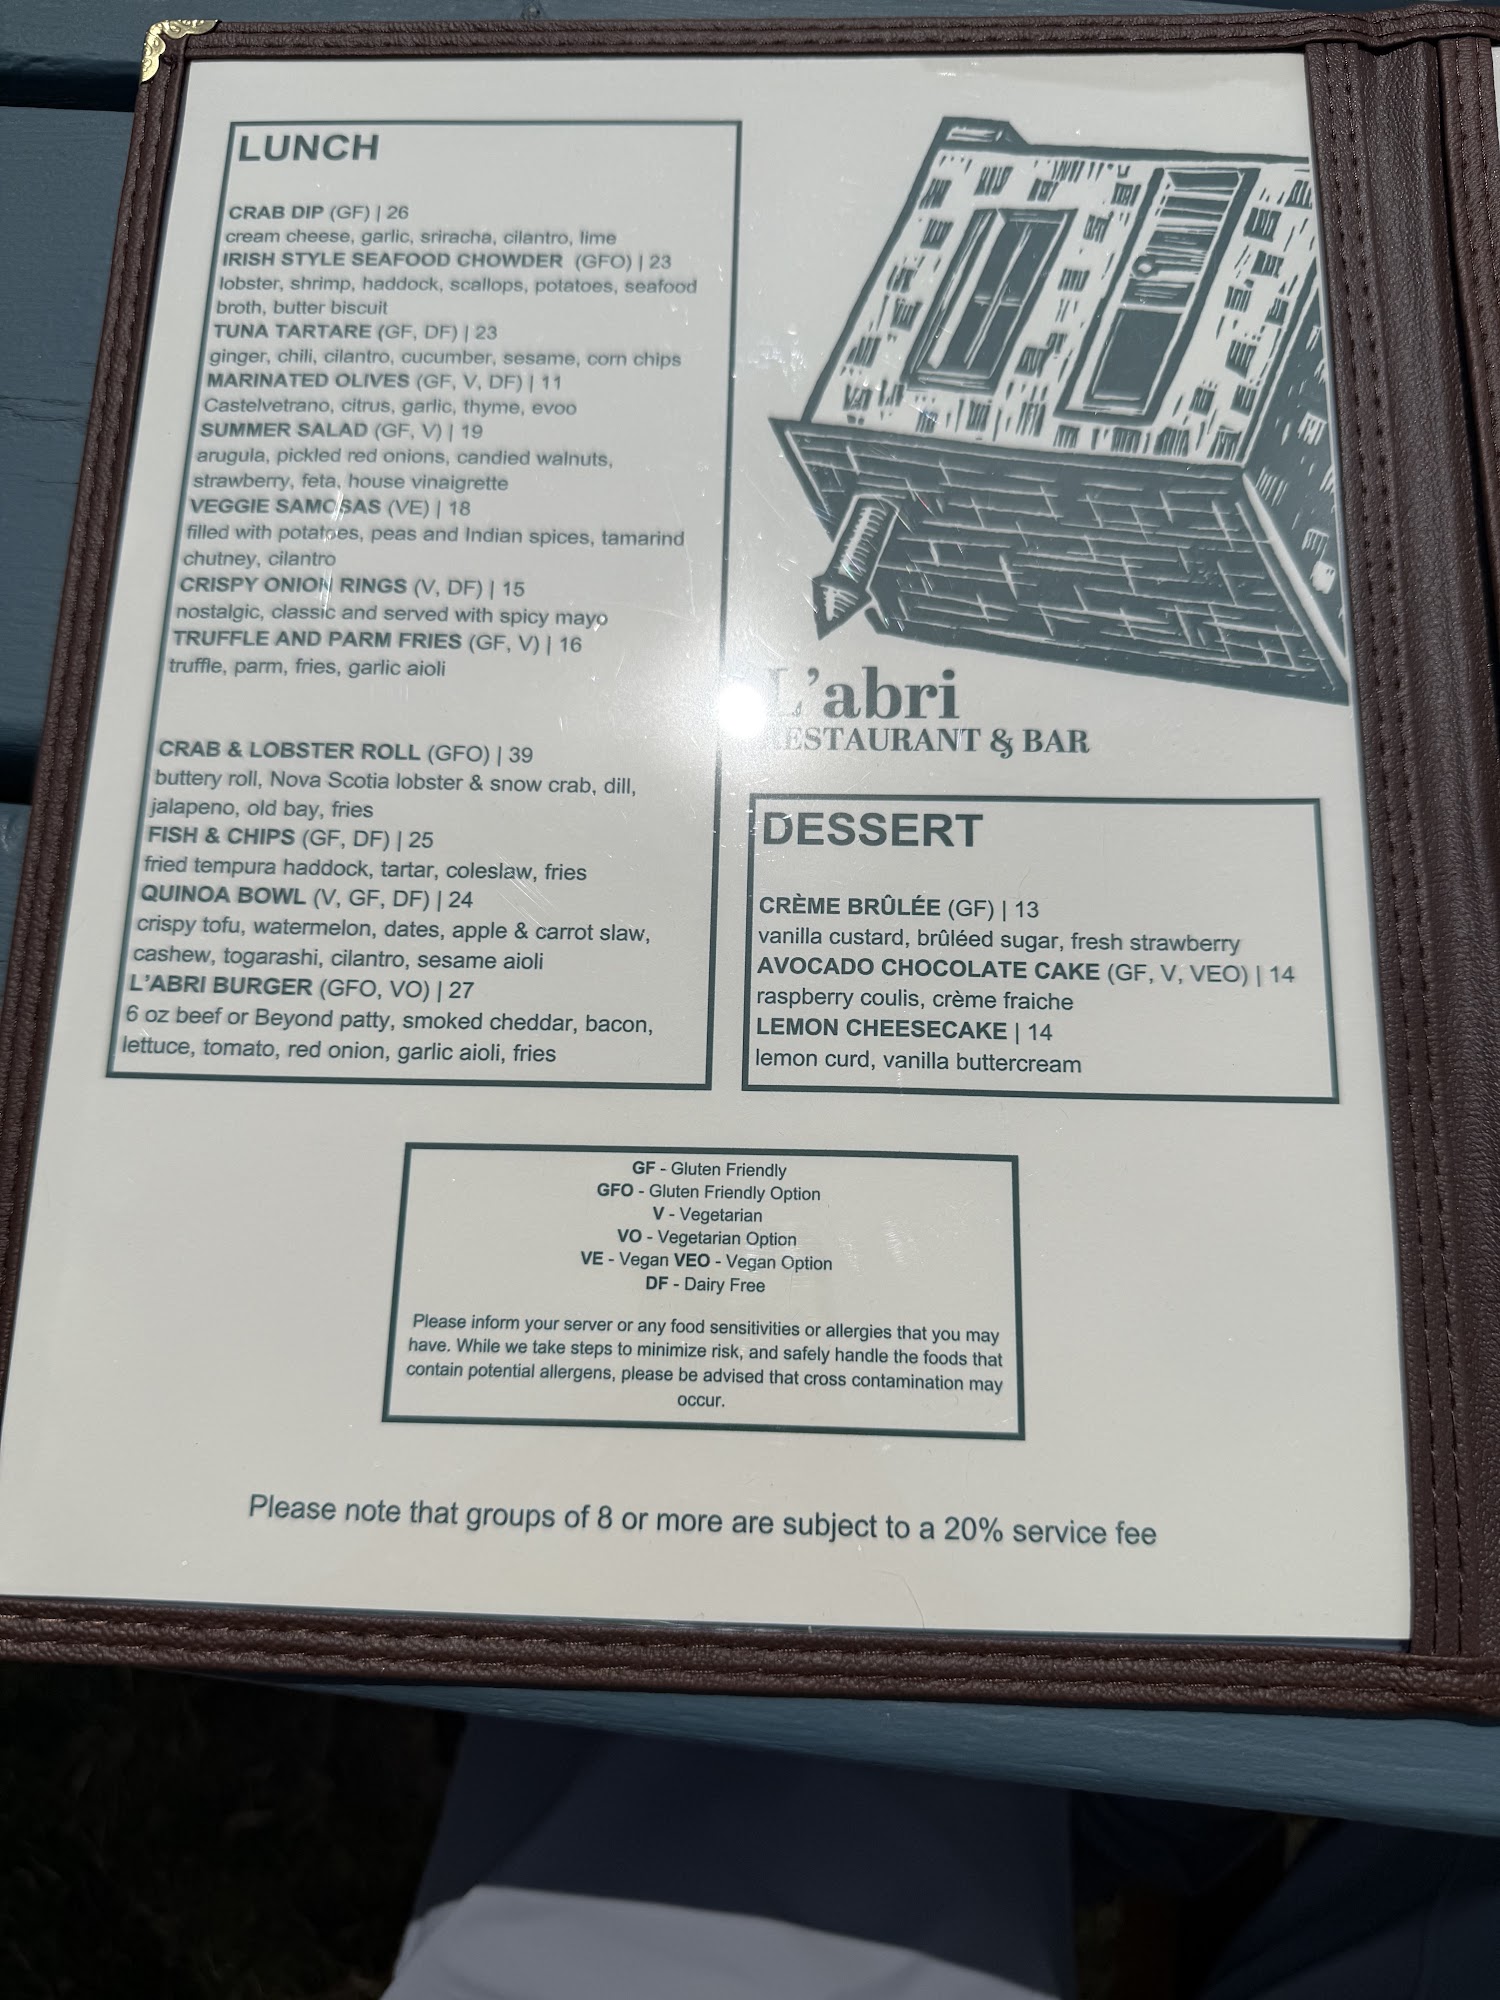 LUNCH
CRAB DIP (GF) | 26
cream cheese, garlic, sriracha, cilantro, lime
IRISH STYLE SEAFOOD CHOWDER (GFO) | 23
lobster, shrimp, haddock, scallops, potatoes, seafood
broth, butter biscuit
TUNA TARTARE (GF, DF) | 23
ginger, chili, cilantro, cucumber, sesame, corn chips
MARINATED OLIVES (GF, V, DF) | 11
Castelvetrano, citrus, garlic, thyme, evoo
SUMMER SALAD (GF, V) | 19
arugula, pickled red onions, candied walnuts,
strawberry, feta, house vinaigrette
VEGGIE SAMOSAS (VE) | 18
filled with potatoes, peas and Indian spices, tamarind
chutney, cilantro
CRISPY ONION RINGS (V, DF) | 15
nostalgic, classic and served with spicy mayo
TRUFFLE AND PARM FRIES (GF, V) | 16
truffle, parm, fries, garlic aioli
CRAB & LOBSTER ROLL (GFO) | 39
buttery roll, Nova Scotia lobster & snow crab, dill,
jalapeno, old bay, fries
FISH & CHIPS (GF, DF) | 25
fried tempura haddock, tartar, coleslaw, fries
QUINOA BOWL (V, GF, DF) | 24
crispy tofu, watermelon, dates, apple & carrot slaw,
cashew, togarashi, cilantro, sesame aioli
L'ABRI BURGER (GFO, VO) | 27
6 oz beef or Beyond patty, smoked cheddar, bacon,
lettuce, tomato, red onion, garlic aioli, fries
L'abri
RESTAURANT & BAR
DESSERT
CRÈME BRÛLÉE (GF) | 13
vanilla custard, brûléed sugar, fresh strawberry
AVOCADO CHOCOLATE CAKE (GF, V, VEO) | 14
raspberry coulis, crème fraiche
LEMON CHEESECAKE | 14
lemon curd, vanilla buttercream
GF - Gluten Friendly
GFO - Gluten Friendly Option
V - Vegetarian
VO - Vegetarian Option
VE - Vegan VEO - Vegan Option
DF - Dairy Free
Please inform your server or any food sensitivities or allergies that you may
have. While we take steps to minimize risk, and safely handle the foods that
contain potential allergens, please be advised that cross contamination may
occur.
Please note that groups of 8 or more are subject to a 20% service fee